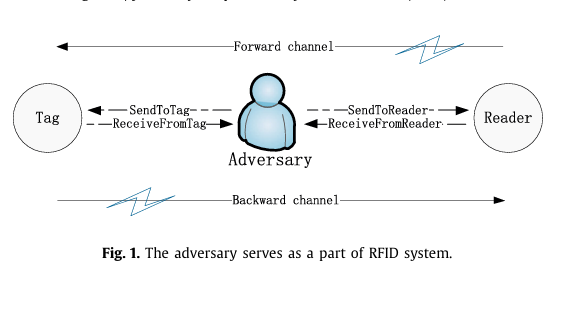 Forward channel
Tag
SendToTag
ReceiveFromTag
SendToReader
ReceiveFromReader
Reader
Adversary
Backward channel
Fig. 1. The adversary serves as a part of RFID system.